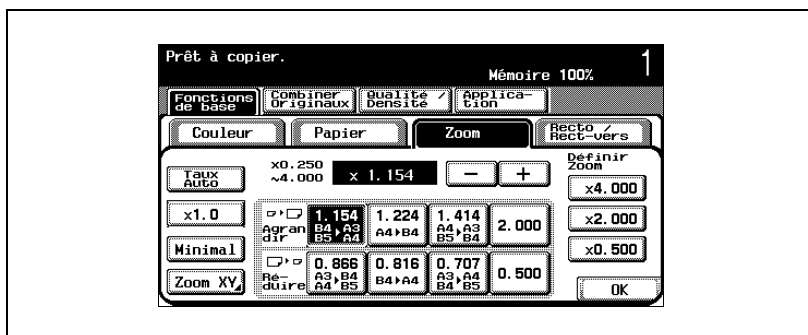 Prêt à copier.
1
Mémoire 100%
Fonctions
de base
Combiner
Originaux
Qualité /
Densité
Applica-
tion
Couleur
Papier
Zoom
Recto /
Rect-vers
Taux
Auto
x0.250
~4.000
x 1.154
−
+
Définir
Zoom
x4.000
x1.0
Agran
dir
1.154
B4▸A3
B5▸A4
1.224
A4▸B4
1.414
A4▸A3
B5▸B4
2.000
x2.000
Minimal
x0.500
Zoom XY
Ré-
duire
0.866
A3▸B4
A4▸B5
0.816
B4▸A4
0.707
A3▸A4
B4▸B5
0.500
OK